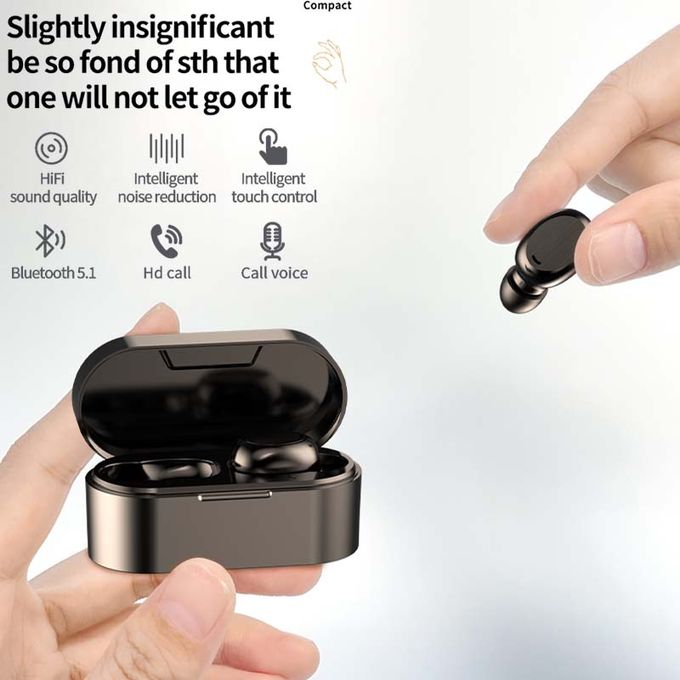 Compact
Slightly insignificant
be so fond of sth that
one will not let go of it
HiFi
sound quality
Intelligent
noise reduction
Intelligent
touch control
Bluetooth 5.1
Hd call
Call voice